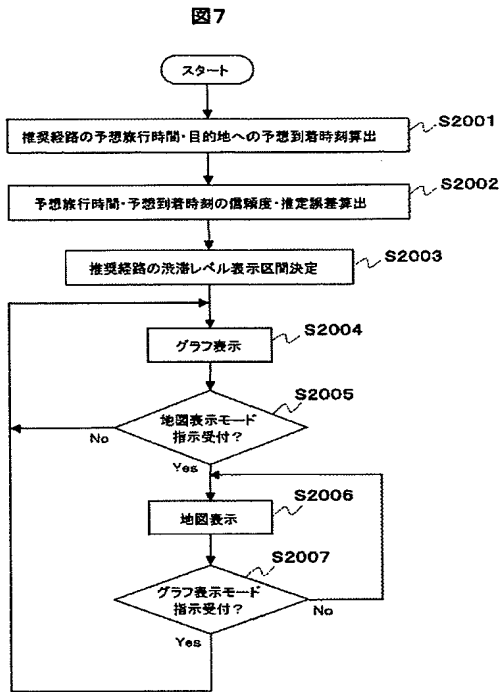 図7
スタート
S2001
推奨経路の予想旅行時間・目的地への予想到着時刻算出
S2002
予想旅行時間・予想到着時刻の信頼度・推定誤差算出
S2003
推奨経路の渋滞レベル表示区間決定
S2004
グラフ表示
S2005
地図表示モード
指示受付？
No
Yes
S2006
地図表示
S2007
グラフ表示モード
指示受付？
No
Yes